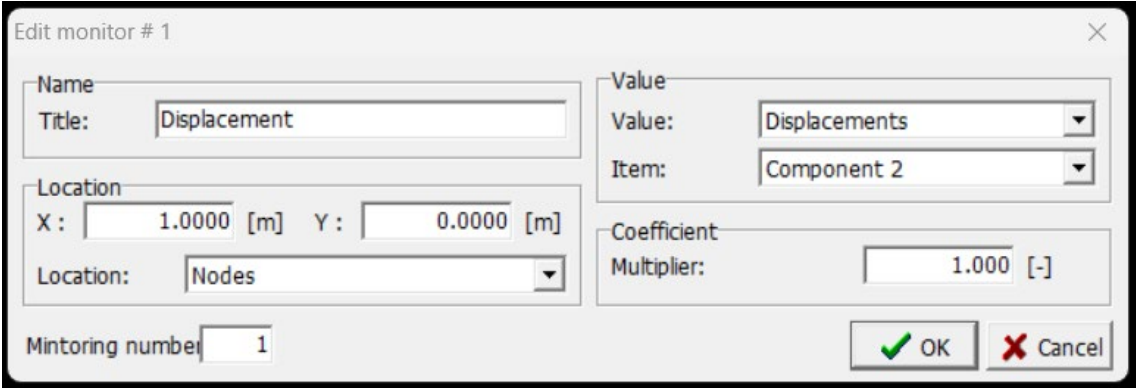 Edit monitor # 1
Name
Title: Displacement
Location
X : 1.0000 [m] Y : 0.0000 [m]
Location: Nodes
Mintoring number 1
Value
Value: Displacements
Item: Component 2
Coefficient
Multiplier: 1.000 [-]
OK Cancel